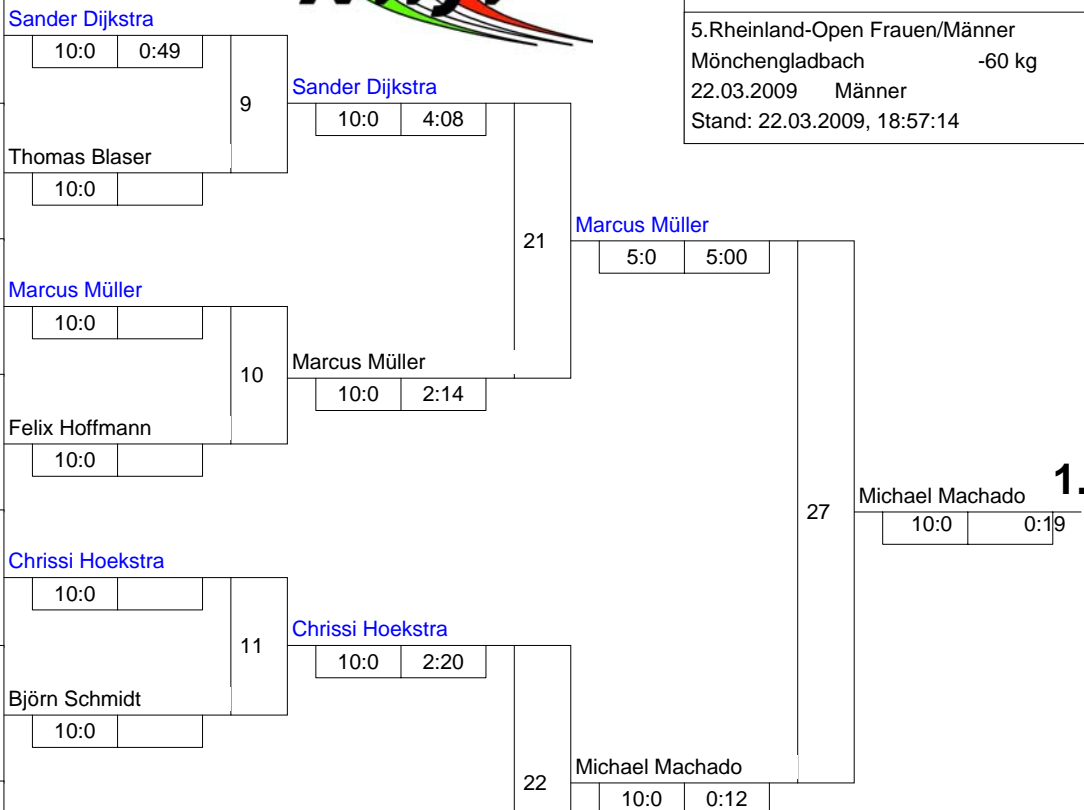 5.Rheinland-Open Frauen/Männer
Mönchengladbach -60 kg
22.03.2009 Männer
Stand: 22.03.2009, 18:57:14
Sander Dijkstra
10:0 0:49
9
Thomas Blaser
10:0
Marcus Müller
10:0
10
Felix Hoffmann
10:0
Chrissi Hoekstra
10:0
11
Björn Schmidt
10:0
Sander Dijkstra
10:0 4:08
21
Marcus Müller
10:0 2:14
Chrissi Hoekstra
10:0 2:20
22
Marcus Müller
5:0 5:00
27
Michael Machado
10:0 0:12
Michael Machado 1.
10:0 0:19